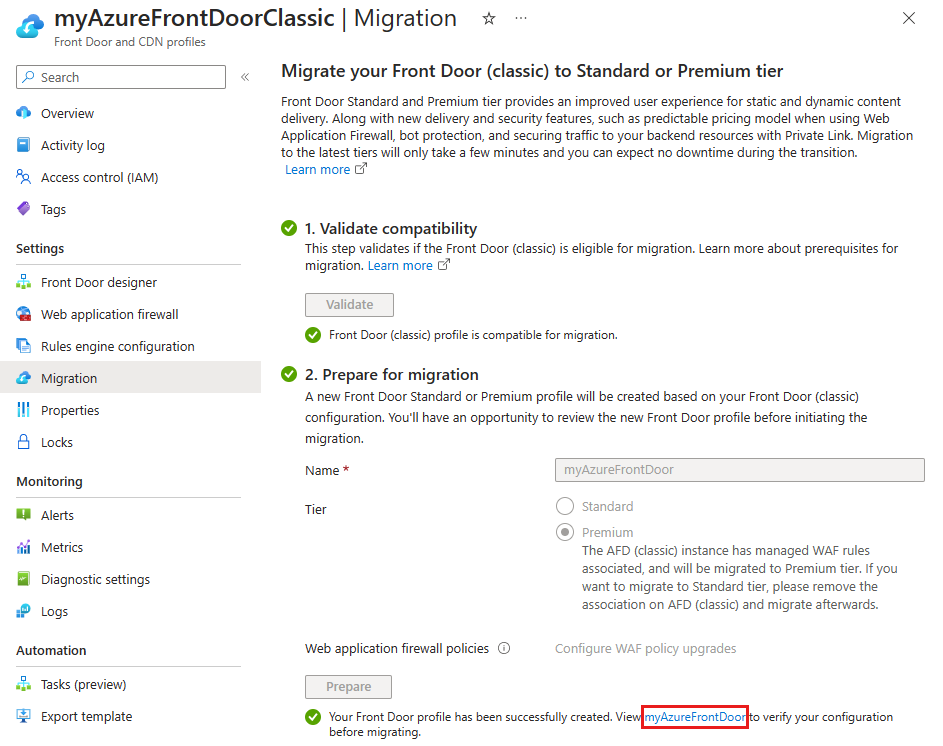 myAzureFrontDoorClassic | Migration
Front Door and CDN profiles
Search
Overview
Activity log
Access control (IAM)
Tags
Settings
Front Door designer
Web application firewall
Rules engine configuration
Migration
Properties
Locks
Monitoring
Alerts
Metrics
Diagnostic settings
Logs
Automation
Tasks (preview)
Export template
Migrate your Front Door (classic) to Standard or Premium tier
Front Door Standard and Premium tier provides an improved user experience for static and dynamic content
delivery. Along with new delivery and security features, such as predictable pricing model when using Web
Application Firewall, bot protection, and securing traffic to your backend resources with Private Link. Migration
to the latest tiers will only take a few minutes and you can expect no downtime during the transition.
Learn more
1. Validate compatibility
This step validates if the Front Door (classic) is eligible for migration. Learn more about prerequisites for
migration. Learn more
Validate
Front Door (classic) profile is compatible for migration.
2. Prepare for migration
A new Front Door Standard or Premium profile will be created based on your Front Door (classic)
configuration. You'll have an opportunity to review the new Front Door profile before initiating the
migration.
Name *
myAzureFrontDoor
Tier
Standard
Premium
The AFD (classic) instance has managed WAF rules
associated, and will be migrated to Premium tier. If you
want to migrate to Standard tier, please remove the
association on AFD (classic) and migrate afterwards.
Web application firewall policies
Configure WAF policy upgrades
Prepare
Your Front Door profile has been successfully created. View myAzureFrontDoor to verify your configuration
before migrating.